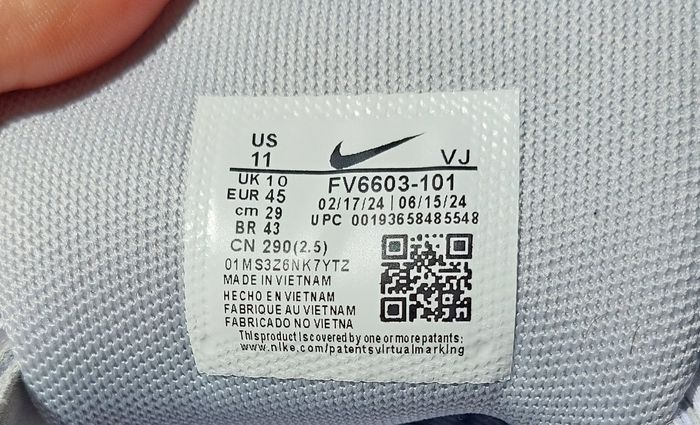 US
11
VJ
UK 10
EUR 45
cm 29
BR 43
CN 290(2.5)
FV6603-101
02/17/24 | 06/15/24
UPC 00193658485548
01MS3Z6NK7YTZ
MADE IN VIETNAM
HECHO EN VIETNAM
FABRIQUE AU VIETNAM
FABRICADO NO VIETNA
This product is covered by one or more patents:
www.nike.com/patentsvirtualmarking